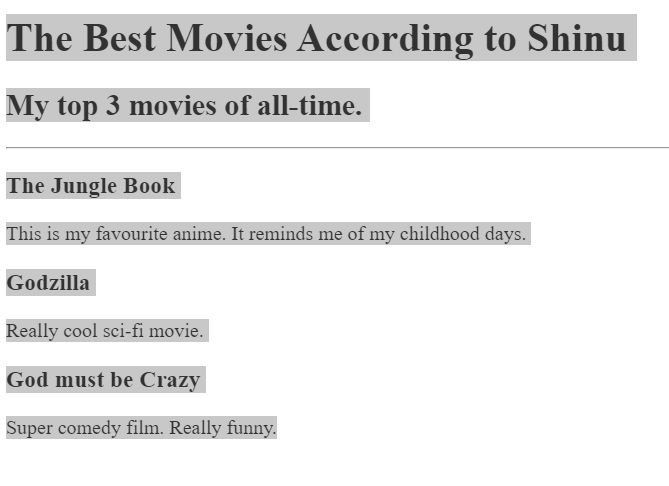 The Best Movies According to Shinu
My top 3 movies of all-time.
The Jungle Book
This is my favourite anime. It reminds me of my childhood days.
Godzilla
Really cool sci-fi movie.
God must be Crazy
Super comedy film. Really funny.